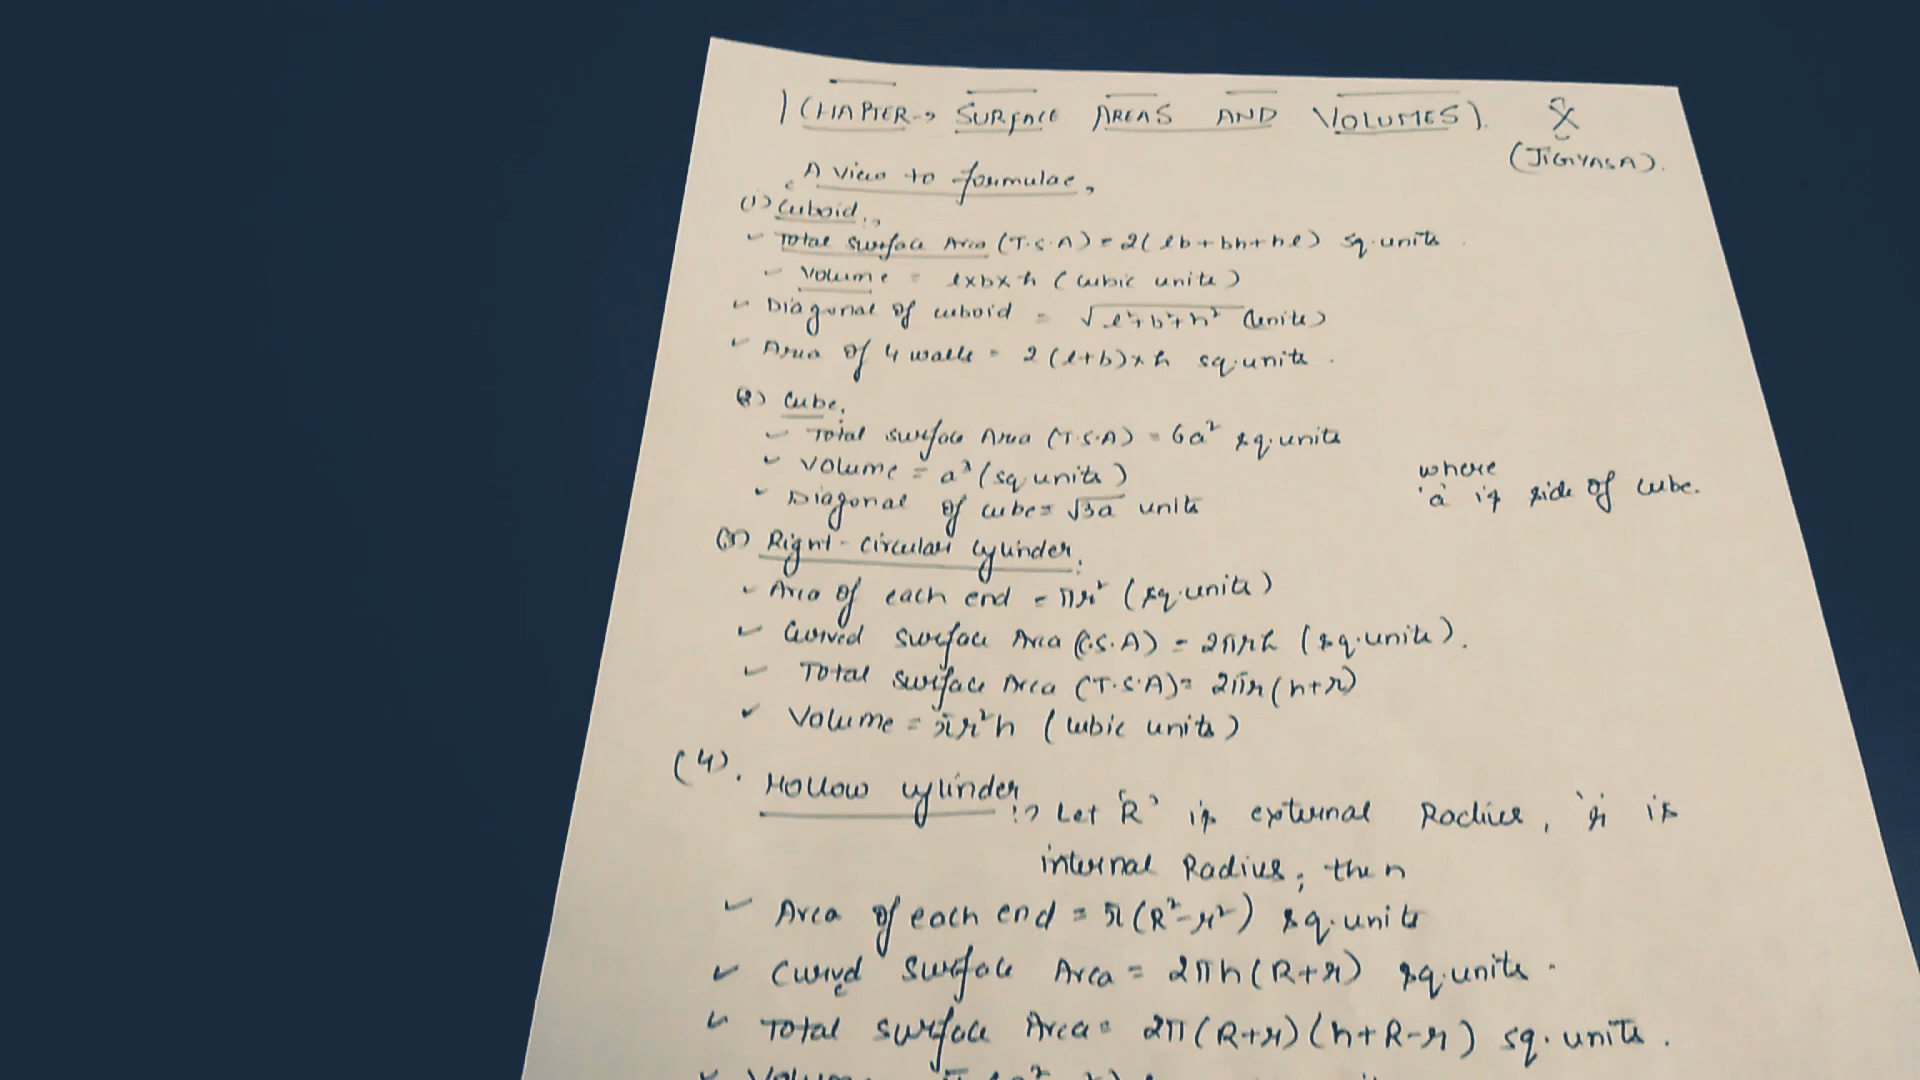 (CHAPTER → SURFACE AREAS AND VOLUMES). X
(JIGYASA).
A view to formulae,
(1) Cuboid :,
Total Surface Area (T.S.A) = 2(lb+bh+hl) sq.units.
Volume = l×b×h (cubic units)
Diagonal of cuboid = √l²+b²+h² (units)
Area of 4 walls = 2(l+b)×h sq.units.
(2) Cube.
Total surface Area (T.S.A) = 6a² sq.units
Volume = a³ (sq units)
where
'a' is side of cube.
Diagonal of cube = √3a units
(3) Right-circular cylinder:
Area of each end = πr² (sq.units)
Curved surface Area (C.S.A) = 2πrh (sq.units).
Total surface Area (T.S.A) = 2πr(h+r)
Volume = πr²h (cubic units)
(4).
Hollow cylinder :, Let 'R' is external Radius, 'r' is
internal Radius; then
Area of each end = π(R²-r²) sq.units
Curved Surface Area = 2πh(R+r) sq.units.
Total surface Area = 2π(R+r)(h+R-r) sq.units.
Volume